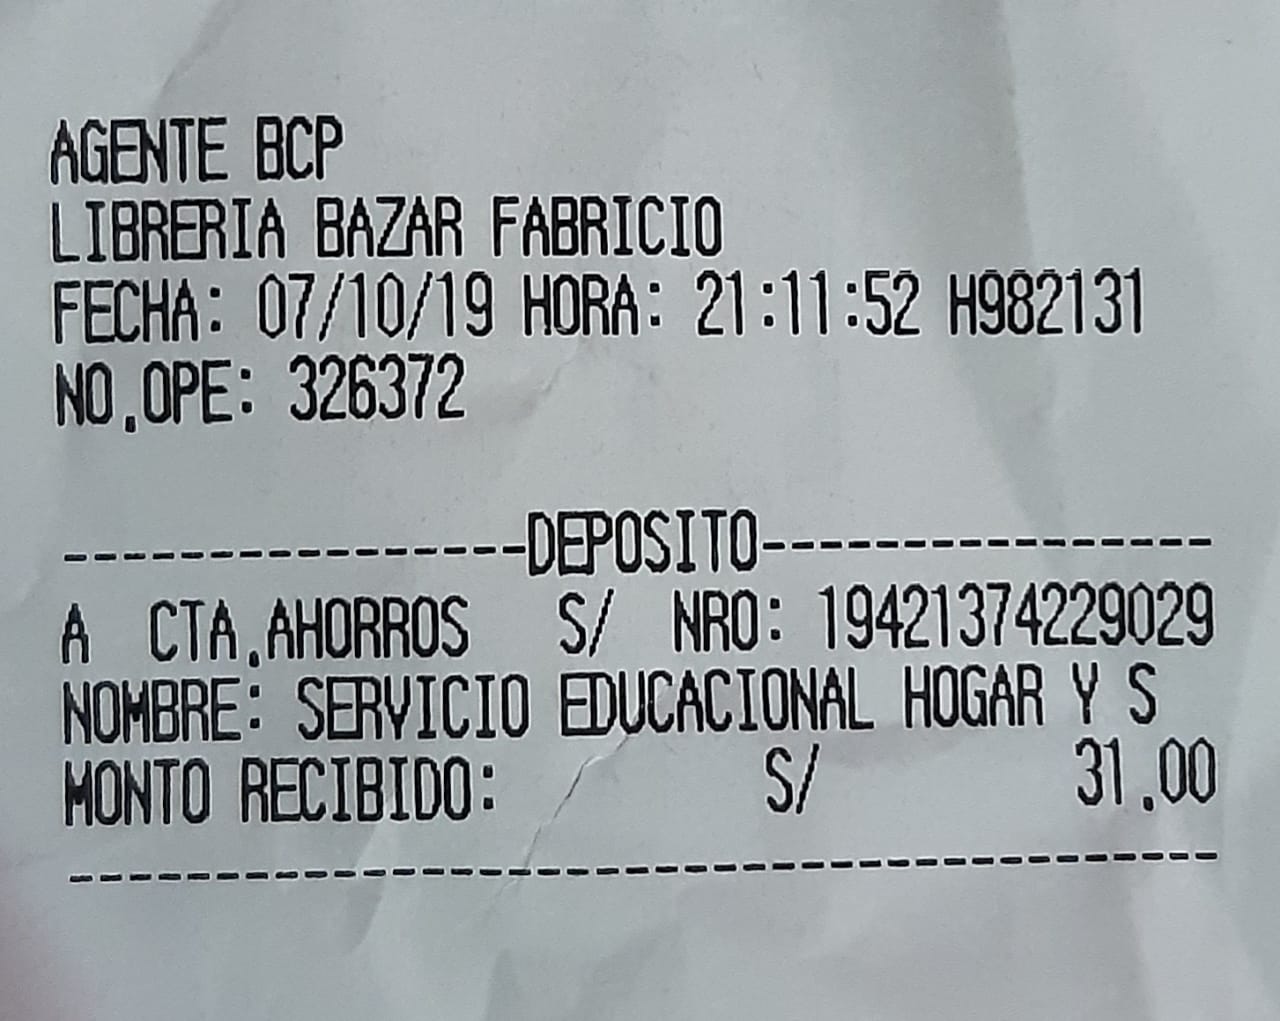 AGENTE BCP
LIBRERIA BAZAR FABRICIO
FECHA: 07/10/19 HORA: 21:11:52 H982131
NO.OPE: 326372
----------------DEPOSITO----------------
A CTA.AHORROS S/ NRO: 19421374229029
NOMBRE: SERVICIO EDUCACIONAL HOGAR Y S
MONTO RECIBIDO: S/ 31.00
----------------------------------------